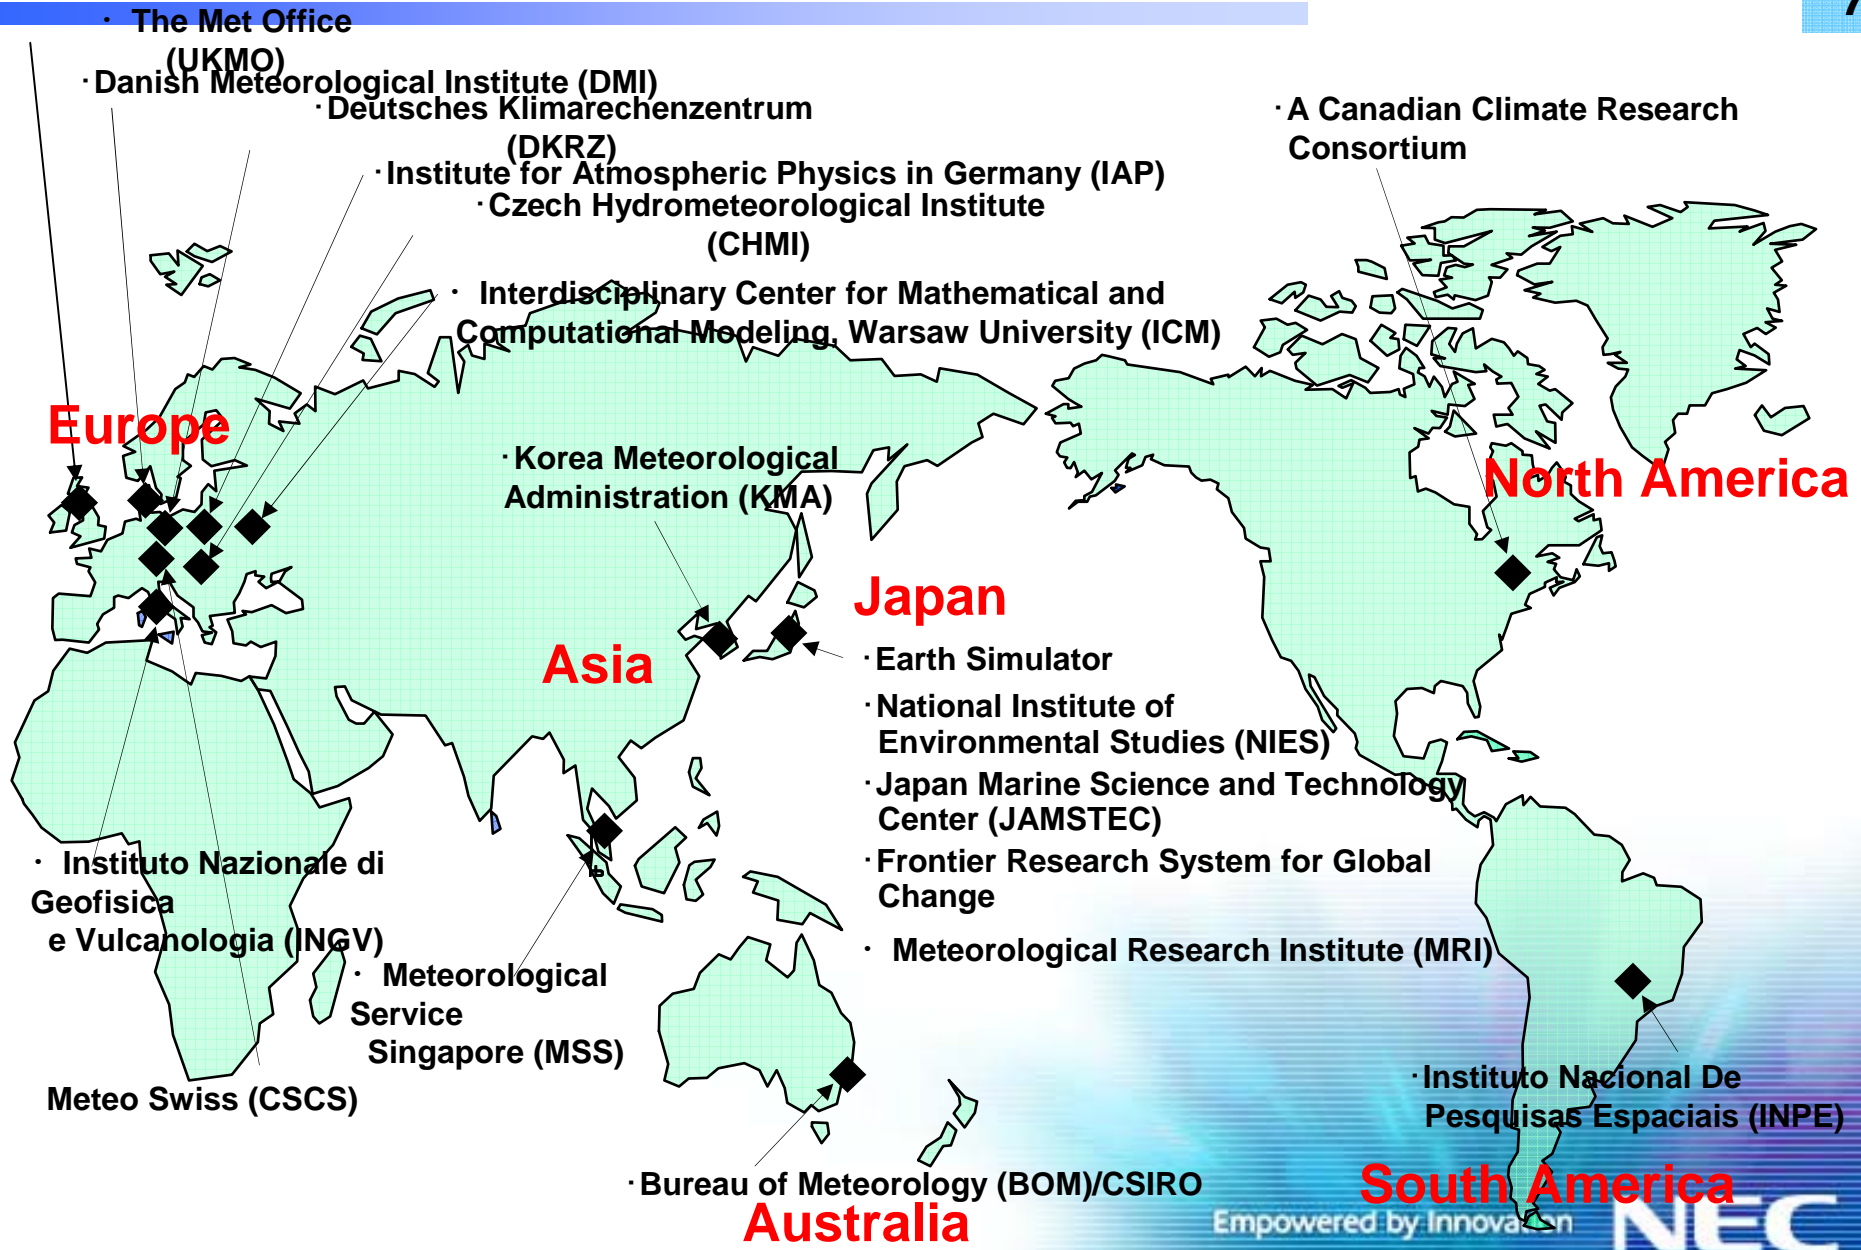 7
· The Met Office
(UKMO)
·Danish Meteorological Institute (DMI)
·Deutsches Klimarechenzentrum
(DKRZ)
·Institute for Atmospheric Physics in Germany (IAP)
·Czech Hydrometeorological Institute
(CHMI)
· Interdisciplinary Center for Mathematical and
Computational Modeling, Warsaw University (ICM)
·A Canadian Climate Research
Consortium
Europe
North America
·Korea Meteorological
Administration (KMA)
Japan
Asia
·Earth Simulator
·National Institute of
Environmental Studies (NIES)
·Japan Marine Science and Technology
Center (JAMSTEC)
·Frontier Research System for Global
Change
· Meteorological Research Institute (MRI)
· Instituto Nazionale di
Geofisica
e Vulcanologia (INGV)
· Meteorological
Service
Singapore (MSS)
Meteo Swiss (CSCS)
·Instituto Nacional De
Pesquisas Espaciais (INPE)
·Bureau of Meteorology (BOM)/CSIRO
Australia
South America
Empowered by Innovation
NEC